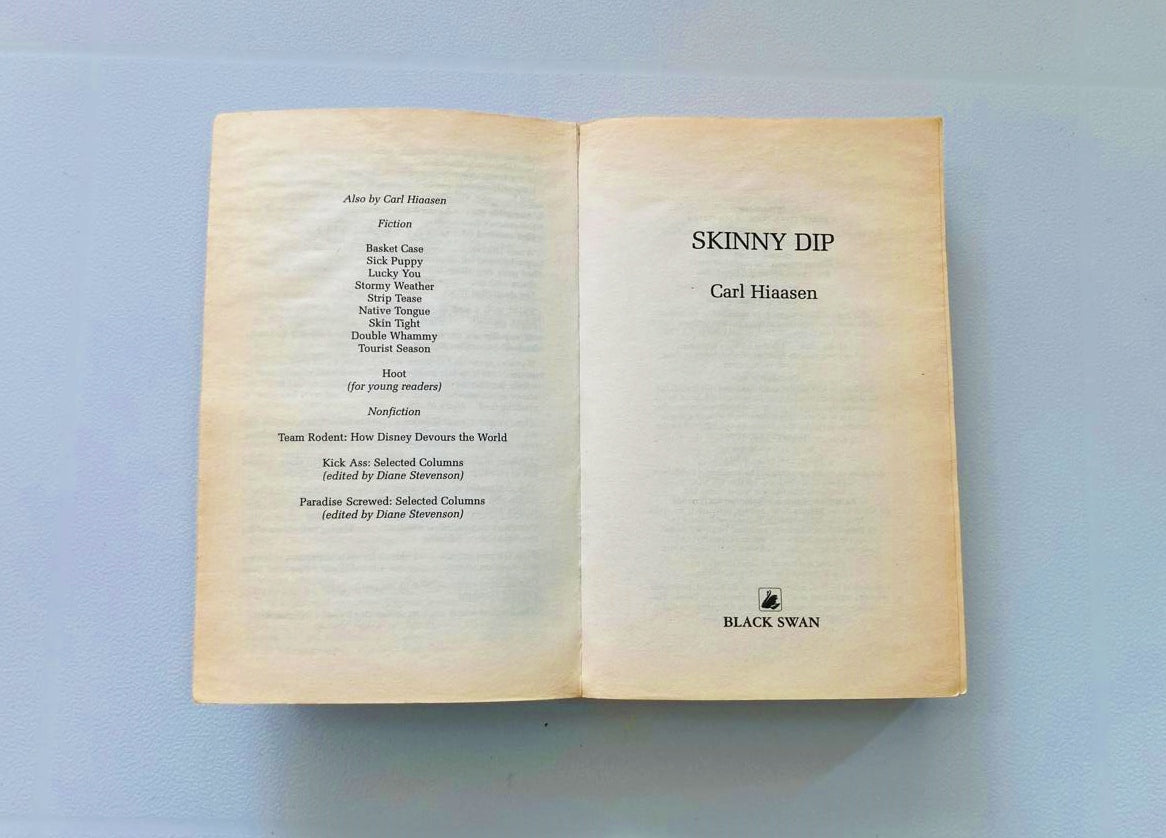 Also by Carl Hiaasen
Fiction
Basket Case
Sick Puppy
Lucky You
Stormy Weather
Strip Tease
Native Tongue
Skin Tight
Double Whammy
Tourist Season
Hoot
(for young readers)
Nonfiction
Team Rodent: How Disney Devours the World
Kick Ass: Selected Columns
(edited by Diane Stevenson)
Paradise Screwed: Selected Columns
(edited by Diane Stevenson)
SKINNY DIP
Carl Hiaasen
BLACK SWAN